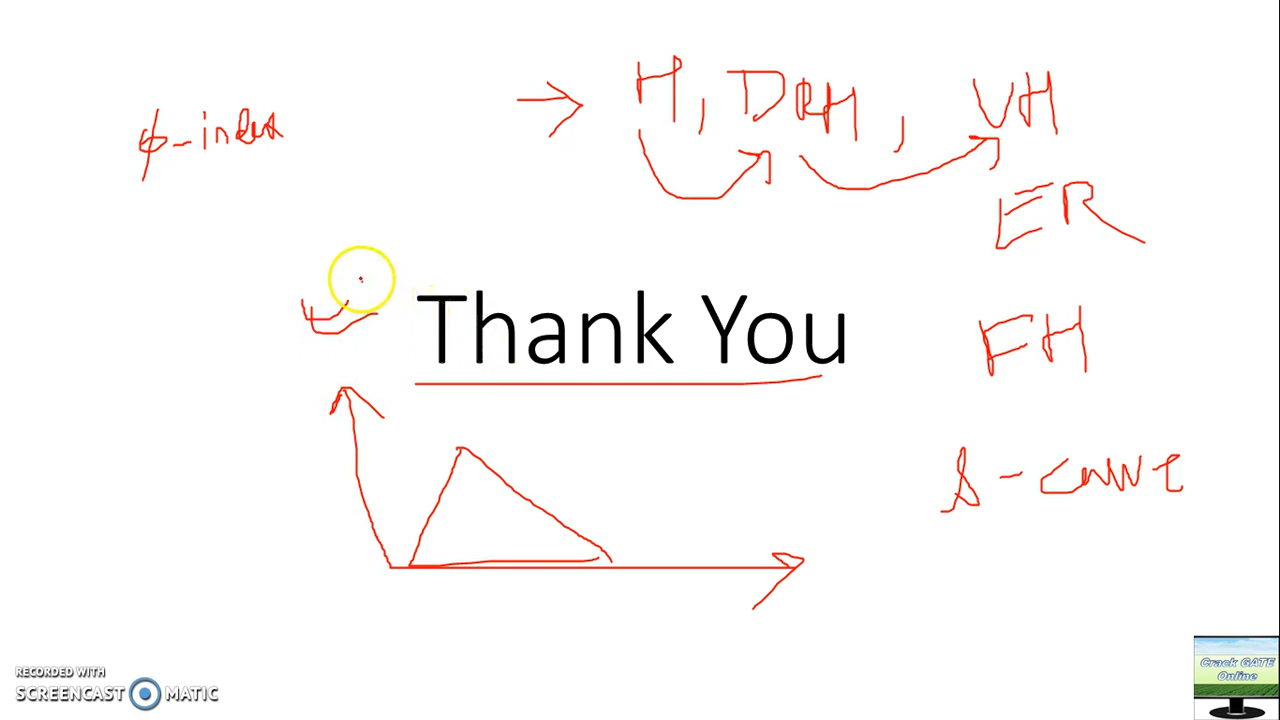 → H, DRH, UH
ϕ-index
ER
Thank You
FH
S-curve
RECORDED WITH
SCREENCAST MATIC
Crack GATE
Online